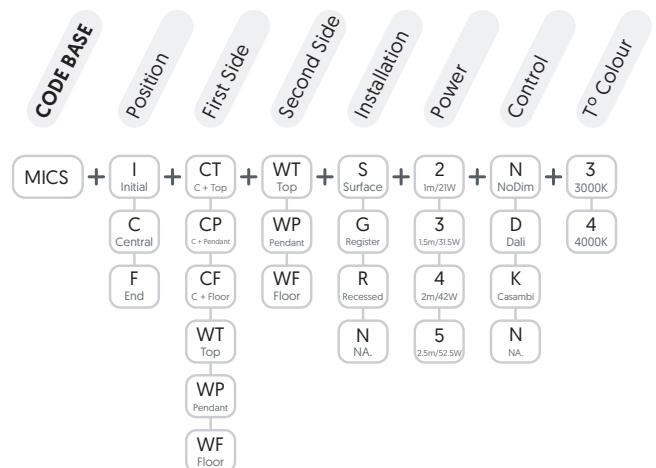 CODE BASE
Position
First Side
Second Side
Installation
Power
Control
Tº Colour
MICS + I + CT + WT + S + 2 + N + 3
Initial C + Top Top Surface 1m/21W NoDim 3000K
C CP WP G 3 D 4
Central C + Pendant Pendant Register 1.5m/31.5W Dali 4000K
F CF WF R 4 K
End C + Floor Floor Recessed 2m/42W Casambi
WT N 5 N
Top NA. 2.5m/52.5W NA.
WP
Pendant
WF
Floor